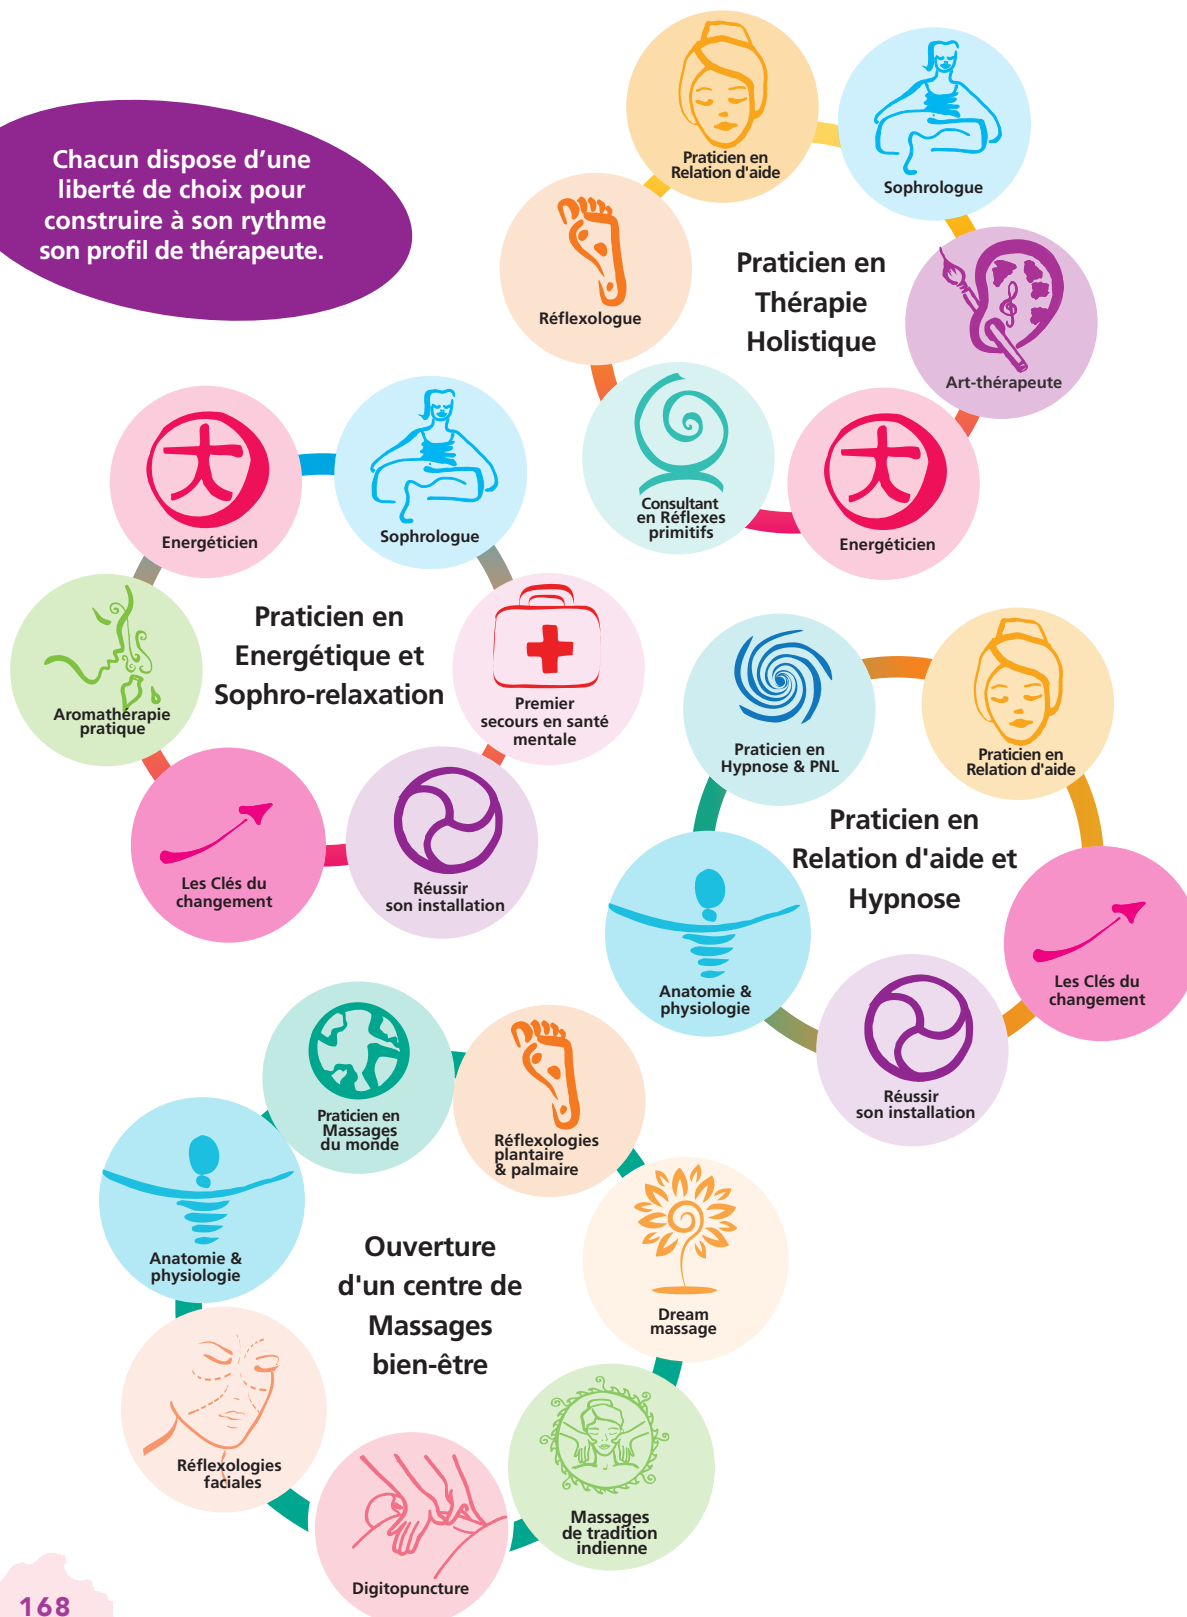 Chacun dispose d’une
liberté de choix pour
construire à son rythme
son profil de thérapeute.
Praticien en
Relation d'aide
Sophrologue
Réflexologue
Praticien en
Thérapie
Holistique
Art-thérapeute
Consultant
en Réflexes
primitifs
Energéticien
Energéticien
Sophrologue
Praticien en
Energétique et
Sophro-relaxation
Aromathérapie
pratique
Premier
secours en santé
mentale
Les Clés du
changement
Réussir
son installation
Praticien en
Hypnose & PNL
Praticien en
Relation d'aide
Praticien en
Relation d'aide et
Hypnose
Anatomie &
physiologie
Les Clés du
changement
Réussir
son installation
Praticien en
Massages
du monde
Réflexologies
plantaire
& palmaire
Anatomie &
physiologie
Ouverture
d'un centre de
Massages
bien-être
Dream
massage
Réflexologies
faciales
Massages
de tradition
indienne
Digitopuncture
168